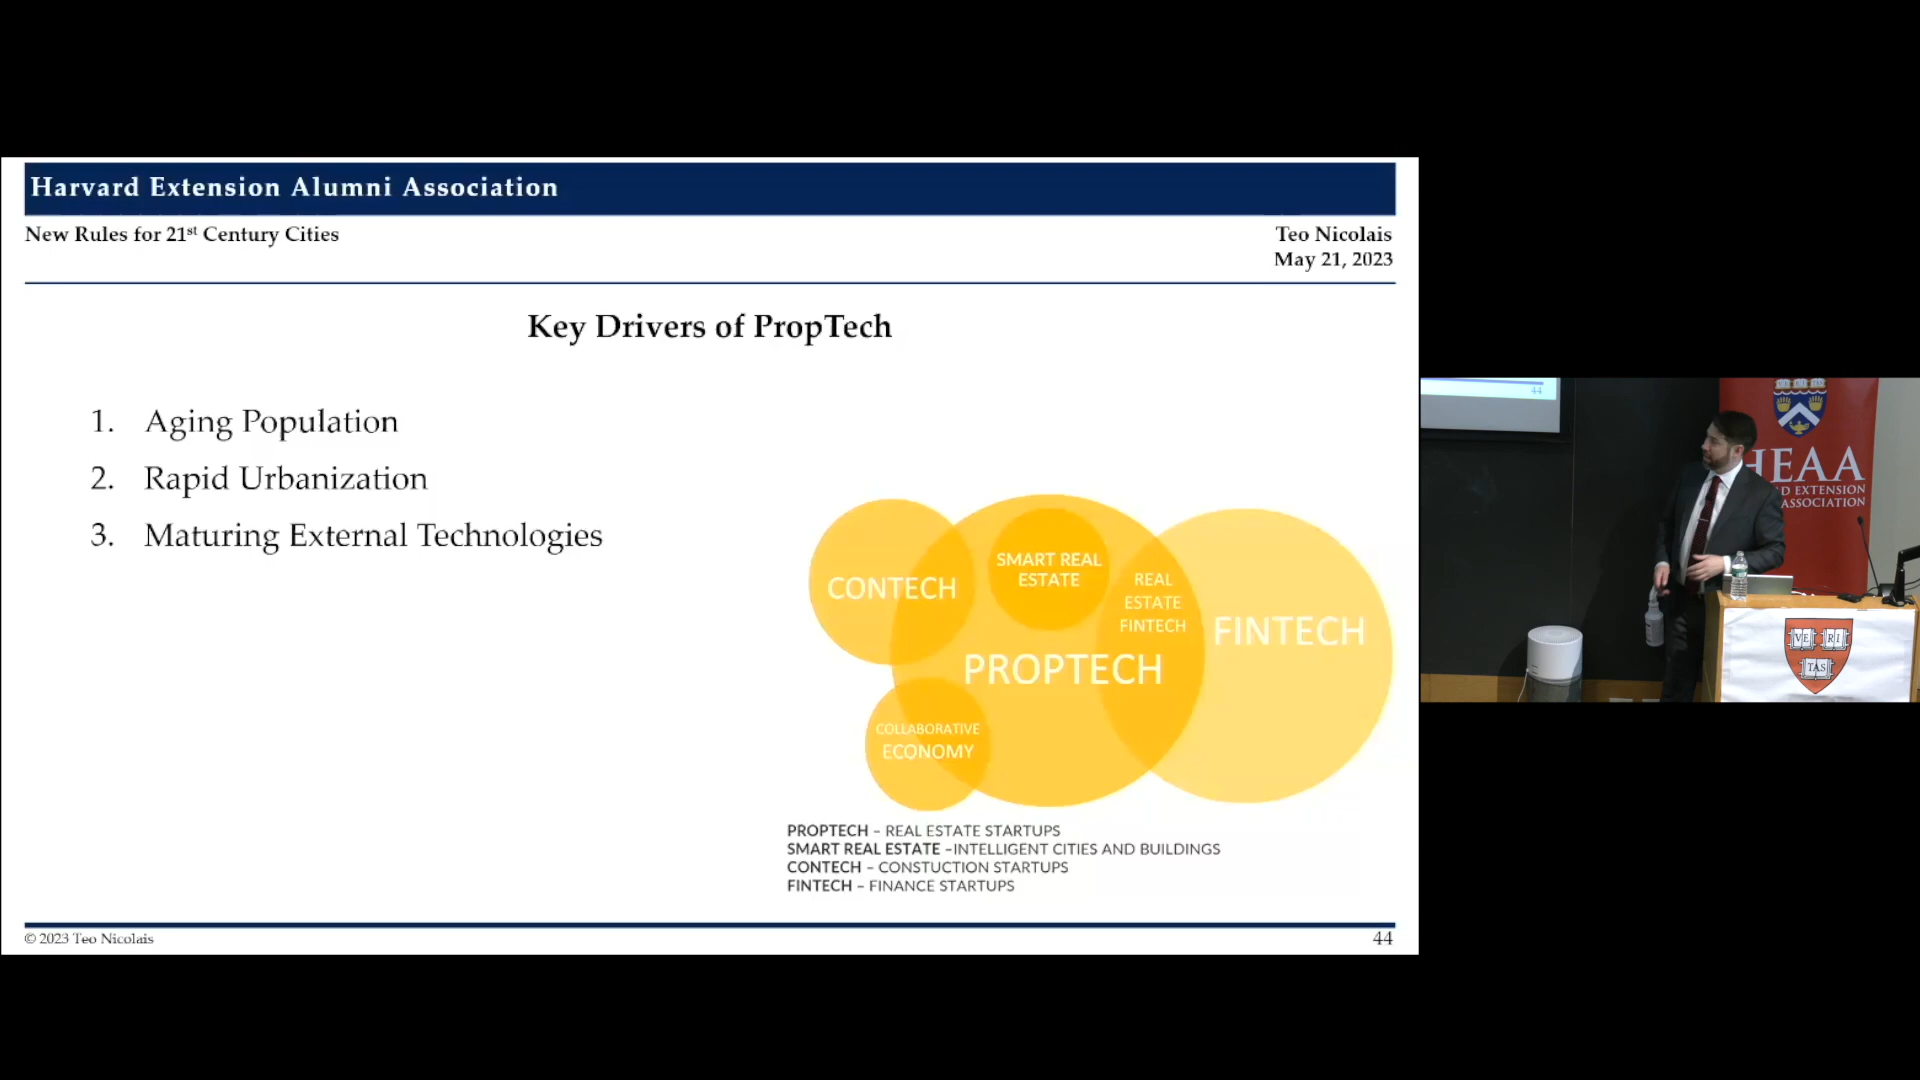 Harvard Extension Alumni Association
New Rules for 21st Century Cities
Teo Nicolais
May 21, 2023
Key Drivers of PropTech
1. Aging Population
2. Rapid Urbanization
3. Maturing External Technologies
CONTECH
SMART REAL
ESTATE
REAL
ESTATE
FINTECH
FINTECH
PROPTECH
COLLABORATIVE
ECONOMY
PROPTECH – REAL ESTATE STARTUPS
SMART REAL ESTATE –INTELLIGENT CITIES AND BUILDINGS
CONTECH – CONSTUCTION STARTUPS
FINTECH – FINANCE STARTUPS
© 2023 Teo Nicolais
44
44
HEAA
D EXTENSION
ASSOCIATION
VE RI
TAS